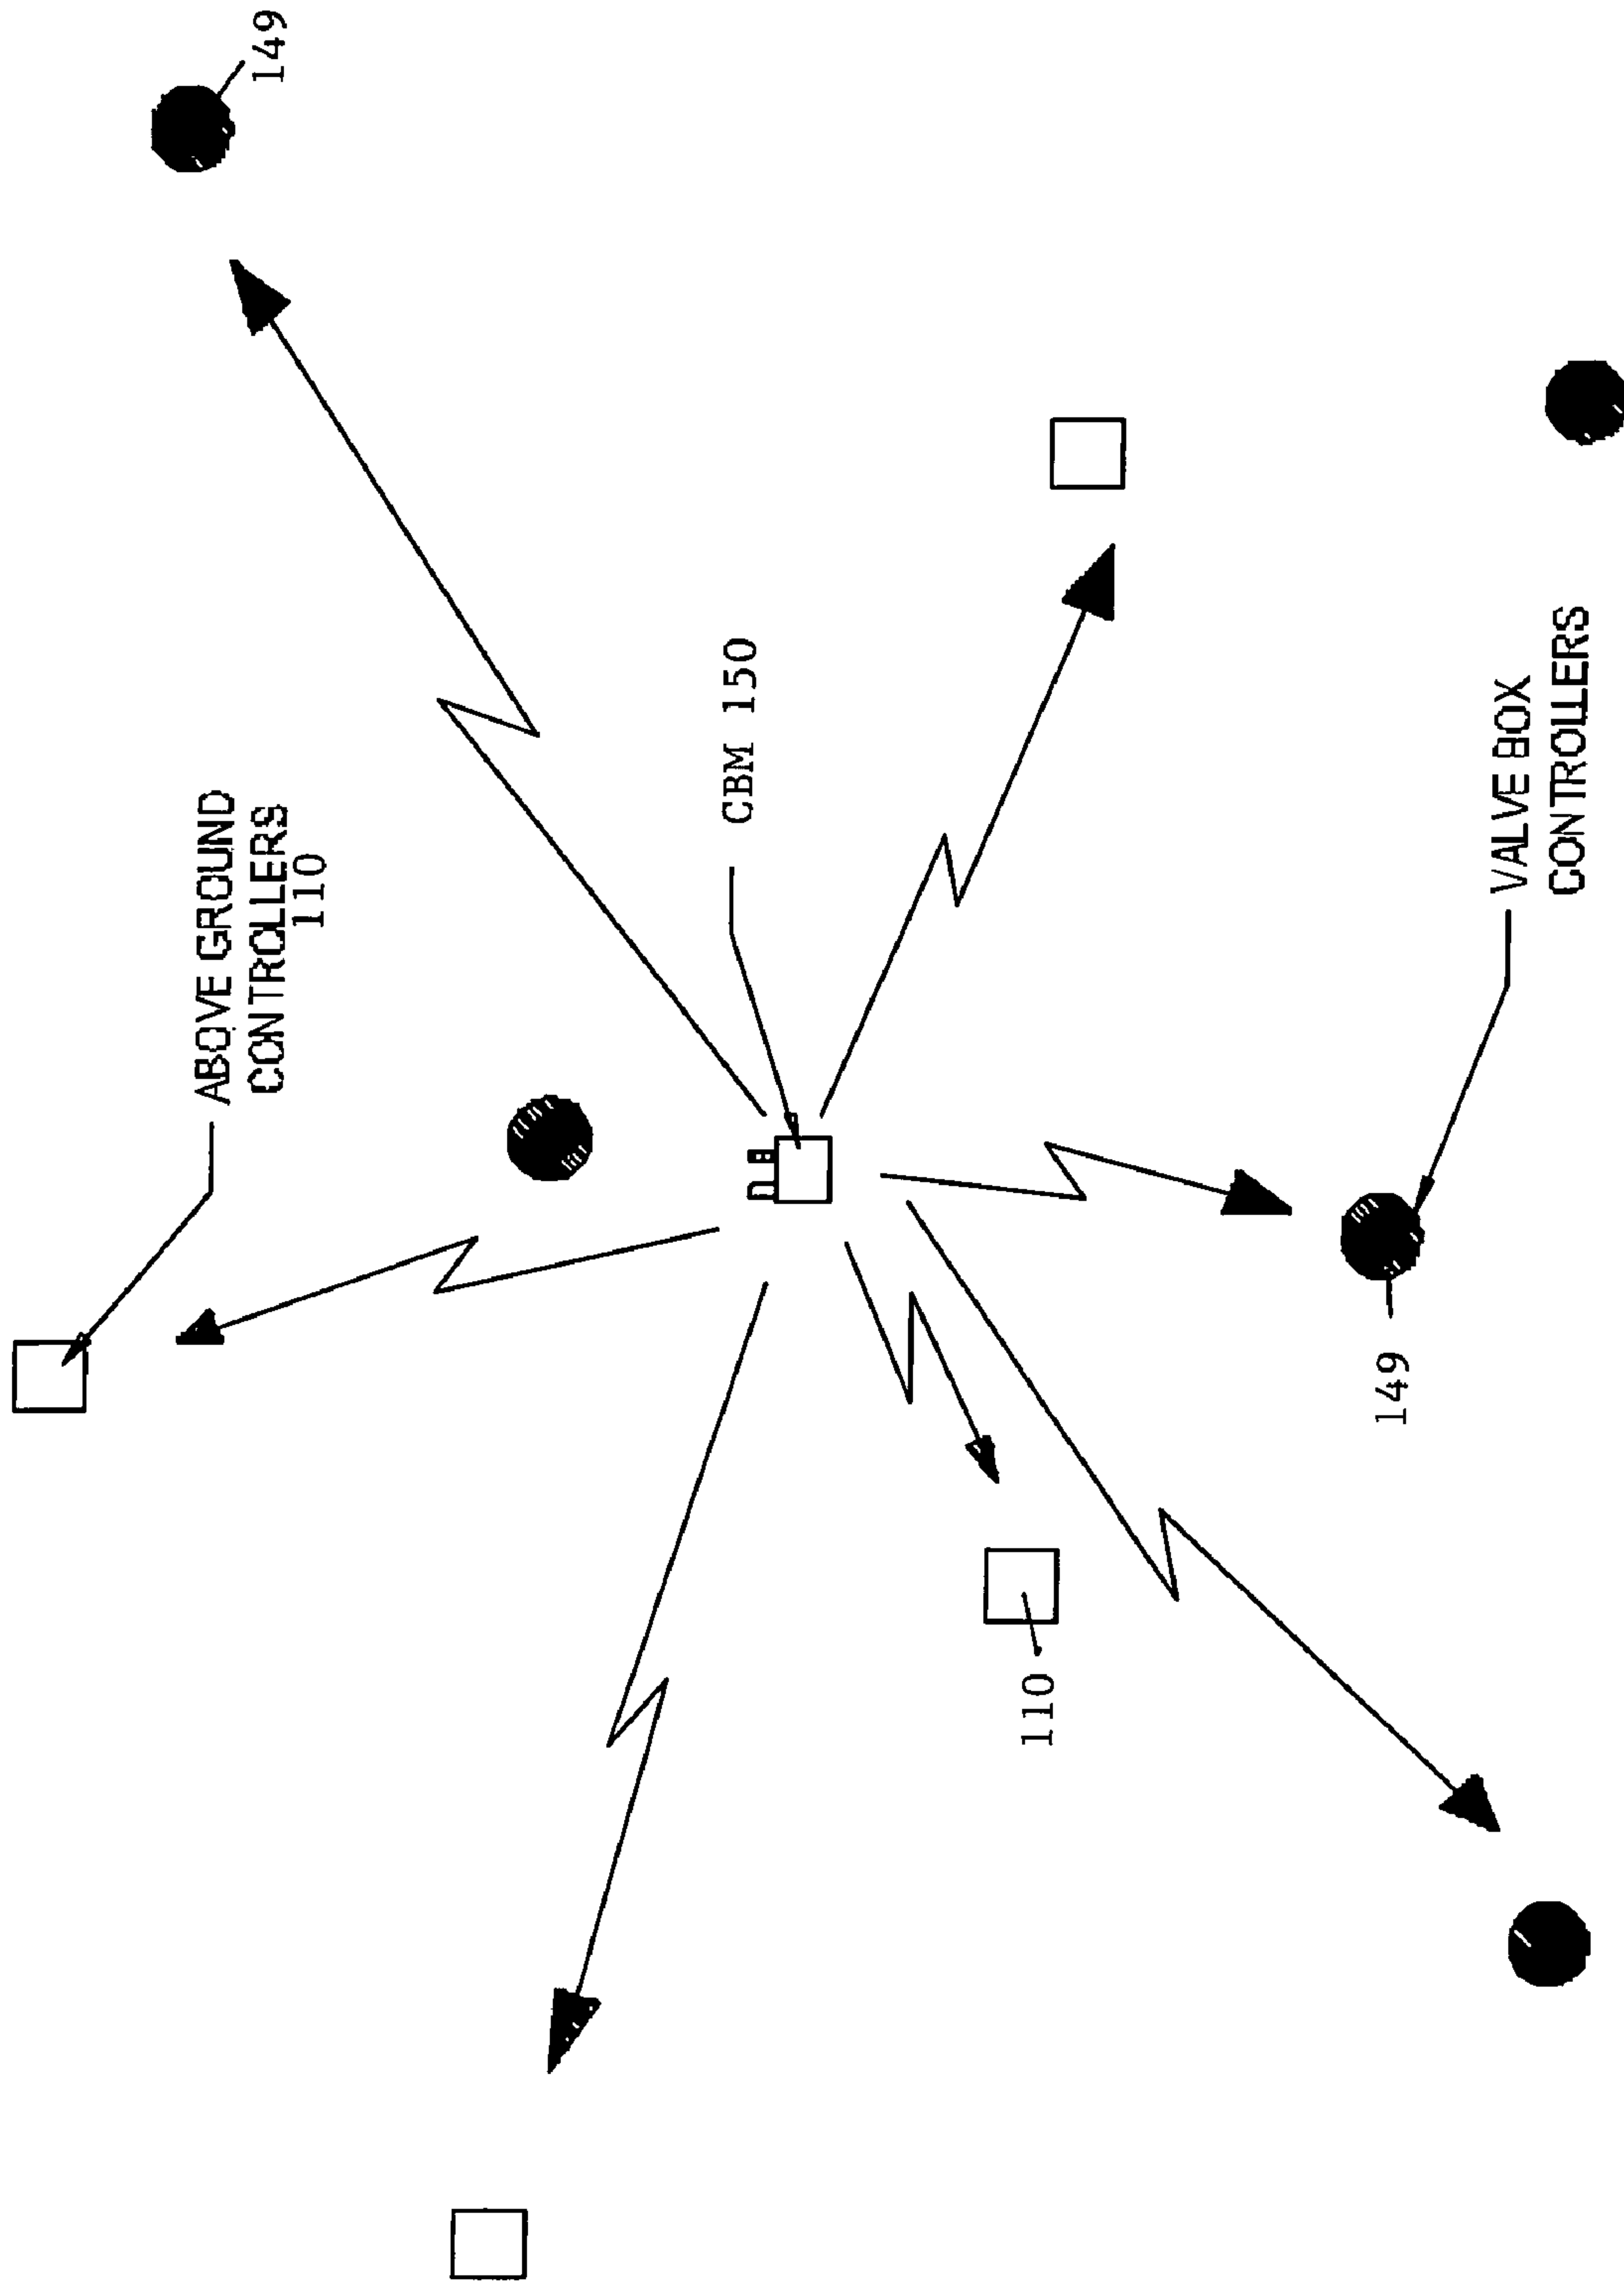 ABOVE GROUND
CONTROLLERS
110
149
CBM 150
110
149
VALVE BOX
CONTROLLERS